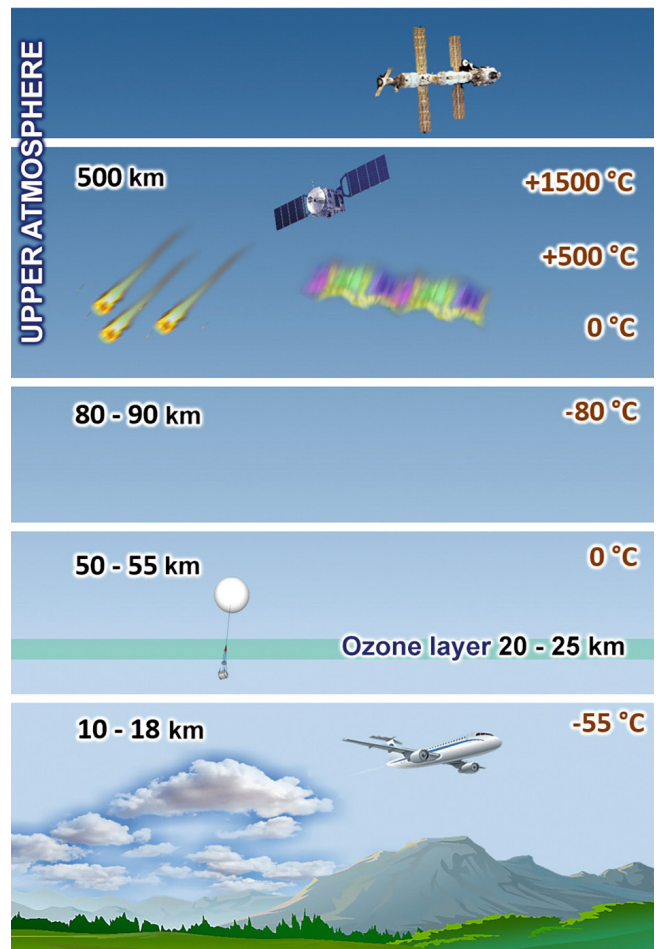 UPPER ATMOSPHERE
500 km
+1500 °C
+500 °C
0 °C
80 - 90 km
-80 °C
50 - 55 km
0 °C
Ozone layer 20 - 25 km
10 - 18 km
-55 °C